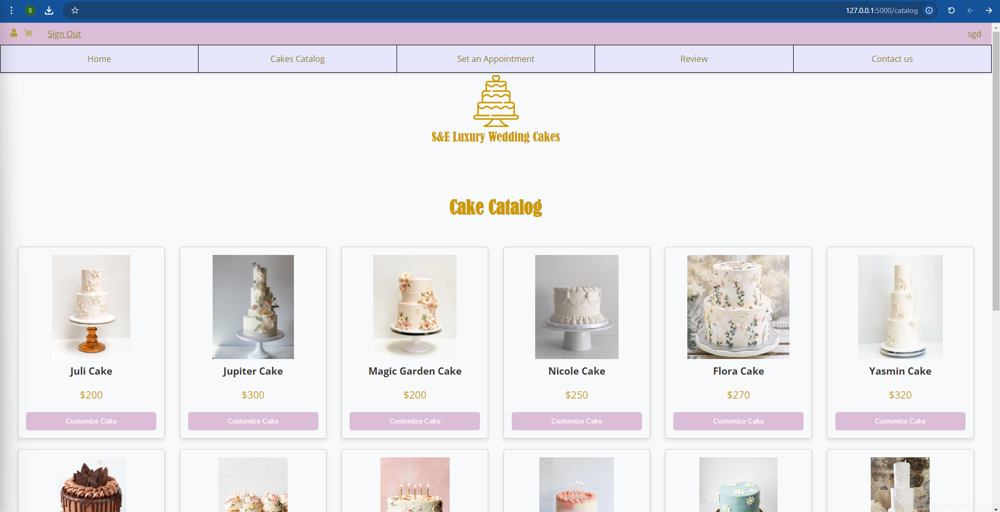 S
127.0.0.1:5000/catalog
Sign Out
sgd
Home
Cakes Catalog
Set an Appointment
Review
Contact us
S&E Luxury Wedding Cakes
Cake Catalog
Juli Cake
$200
Customize Cake
Jupiter Cake
$300
Customize Cake
Magic Garden Cake
$200
Customize Cake
Nicole Cake
$250
Customize Cake
Flora Cake
$270
Customize Cake
Yasmin Cake
$320
Customize Cake